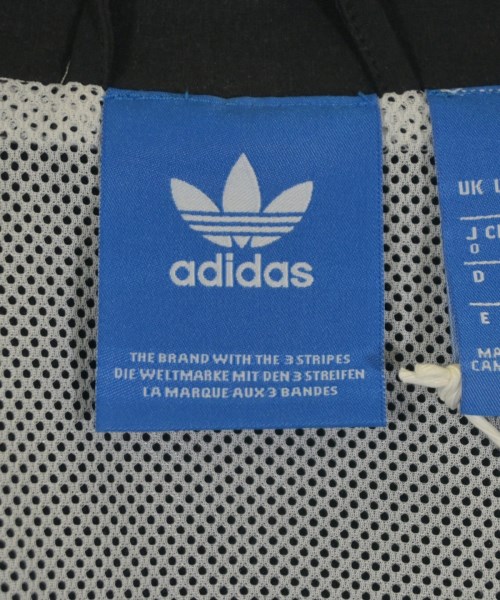 adidas
THE BRAND WITH THE 3 STRIPES
DIE WELTMARKE MIT DEN 3 STREIFEN
LA MARQUE AUX 3 BANDES
UK
J
O
D
E